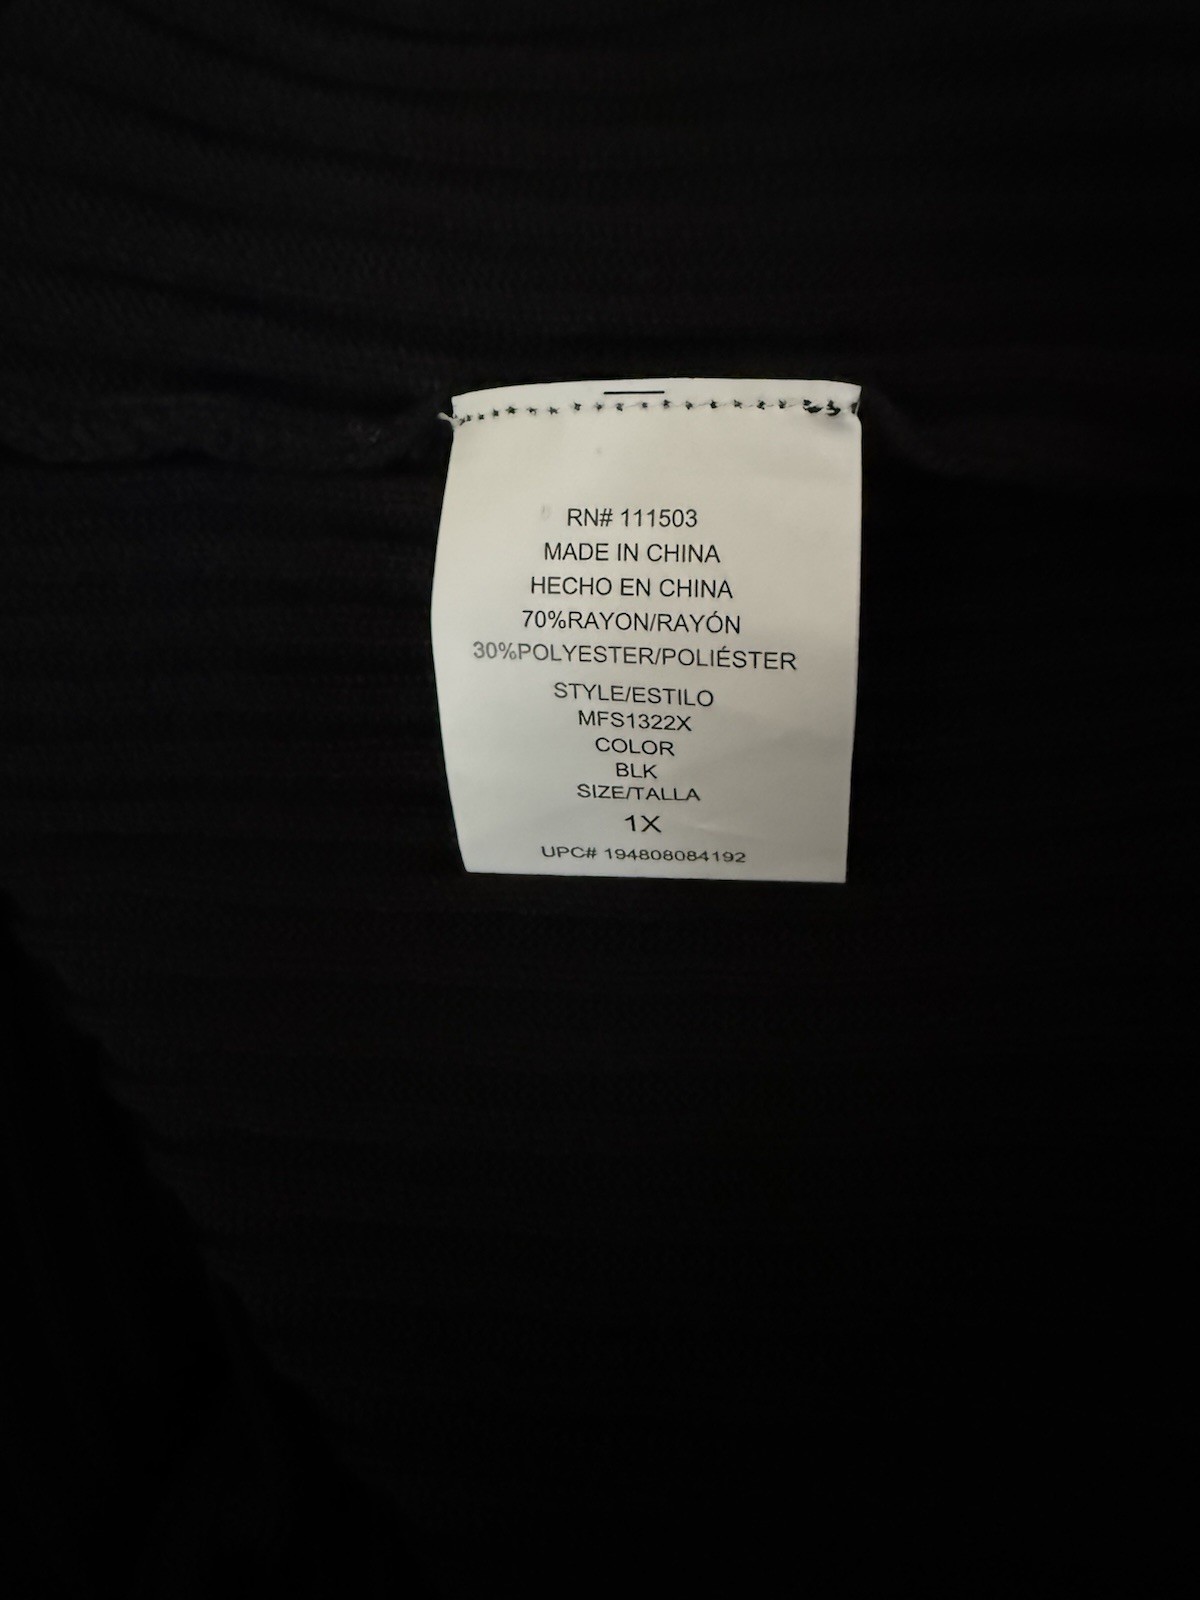 RN# 111503
MADE IN CHINA
HECHO EN CHINA
70%RAYON/RAYÓN
30%POLYESTER/POLIÉSTER
STYLE/ESTILO
MFS1322X
COLOR
BLK
SIZE/TALLA
1X
UPC# 194808084192